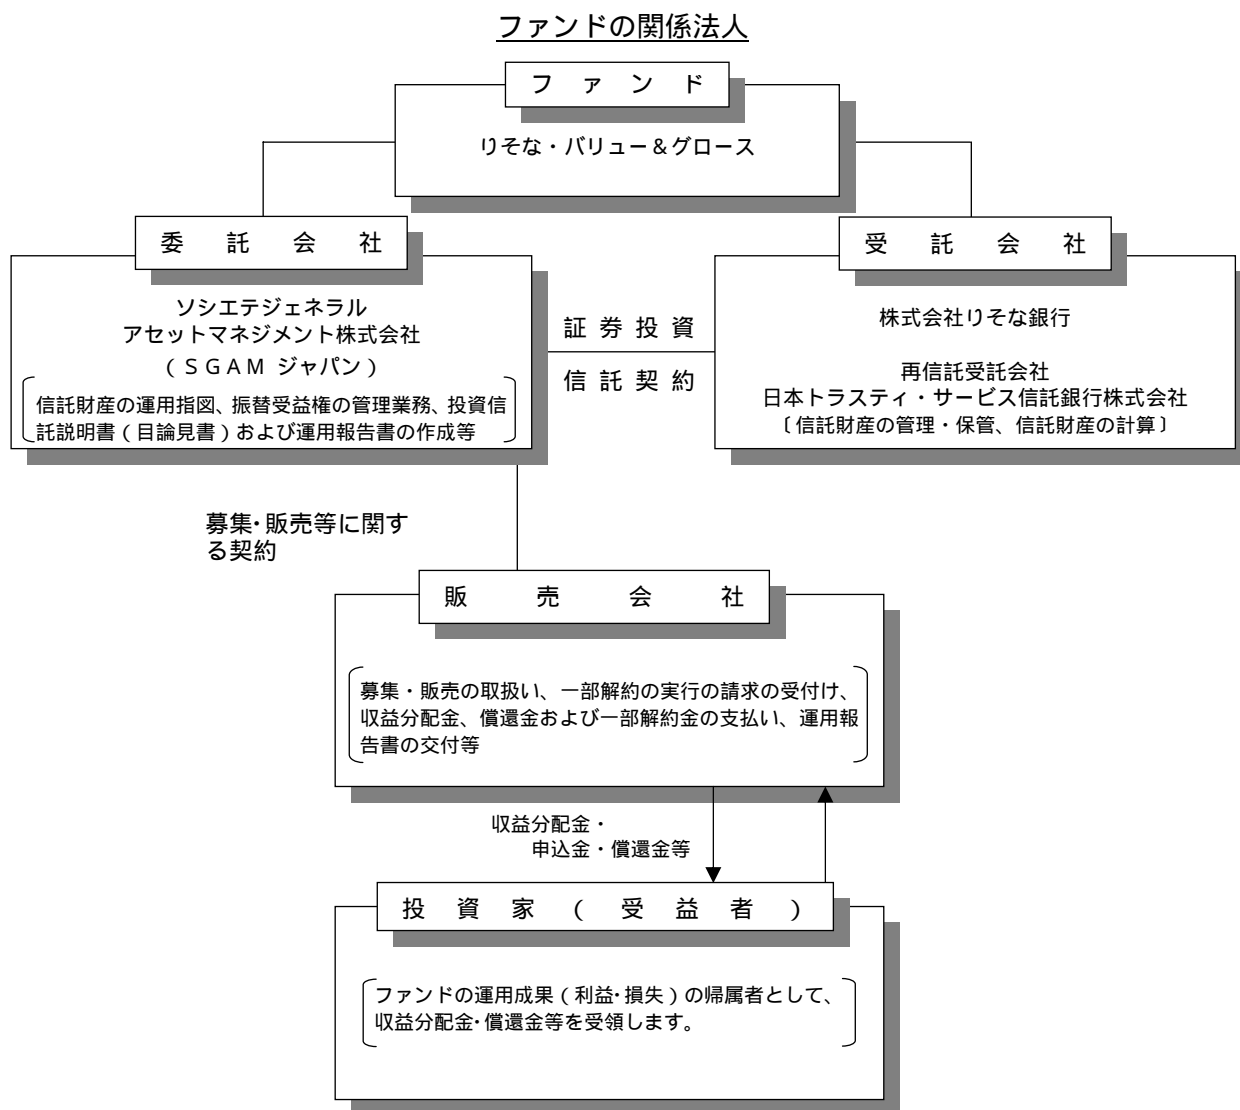 ファンドの関係法人
ファンド
りそな・バリュー＆グロース
委託会社
ソシエテジェネラル
アセットマネジメント株式会社
(ＳＧＡＭ ジャパン)
信託財産の運用指図、振替受益権の管理業務、投資信
託説明書(目論見書)および運用報告書の作成等
証券投資
信託契約
受託会社
株式会社りそな銀行
再信託受託会社
日本トラスティ・サービス信託銀行株式会社
〔信託財産の管理・保管、信託財産の計算〕
募集・販売等に関す
る契約
販売会社
募集・販売の取扱い、一部解約の実行の請求の受付け、
収益分配金、償還金および一部解約金の支払い、運用報
告書の交付等
収益分配金・
申込金・償還金等
投資家(受益者)
ファンドの運用成果(利益・損失)の帰属者として、
収益分配金・償還金等を受領します。